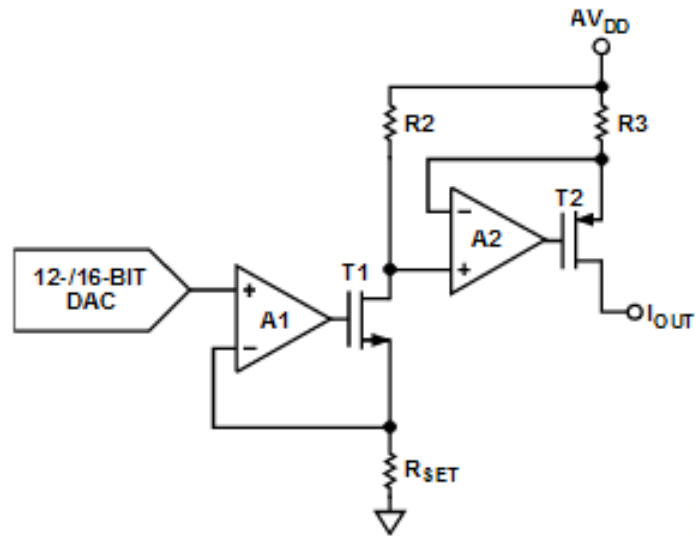 AVDD
R2
R3
T2
A2
T1
12-/16-BIT
DAC
A1
IOUT
RSET